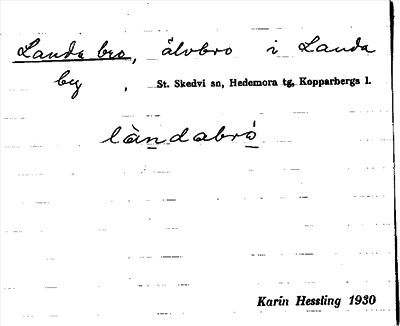 Landa bro, älvbro i Landa
by, St. Skedvi sn, Hedemora tg, Kopparbergs l.
làndabró
Karin Hessling 1930